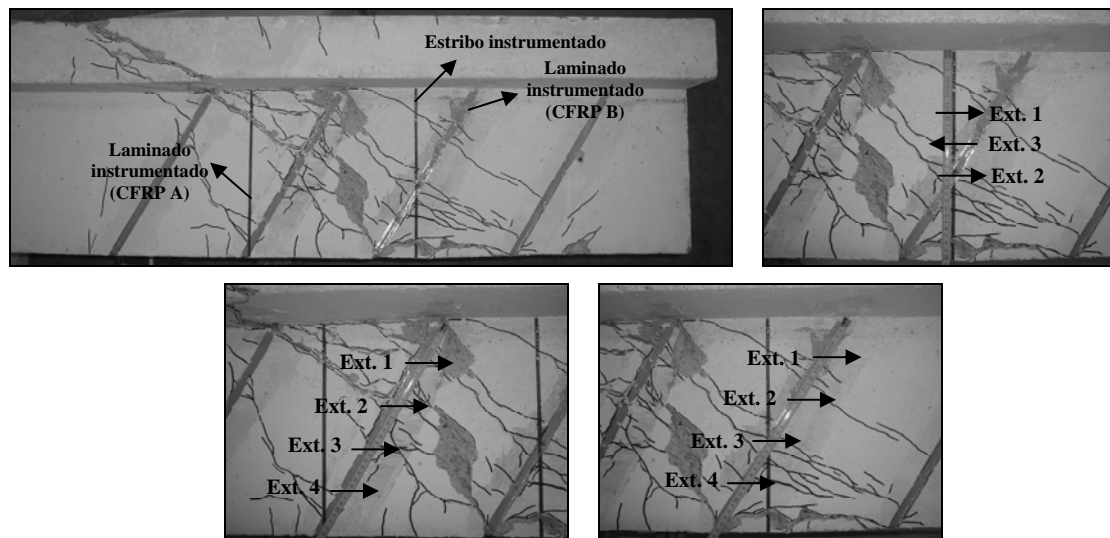 Estribo instrumentado
Laminado
instrumentado
(CFRP B)
Laminado
instrumentado
(CFRP A)
Ext. 1
Ext. 3
Ext. 2
Ext. 1
Ext. 2
Ext. 3
Ext. 4
Ext. 1
Ext. 2
Ext. 3
Ext. 4